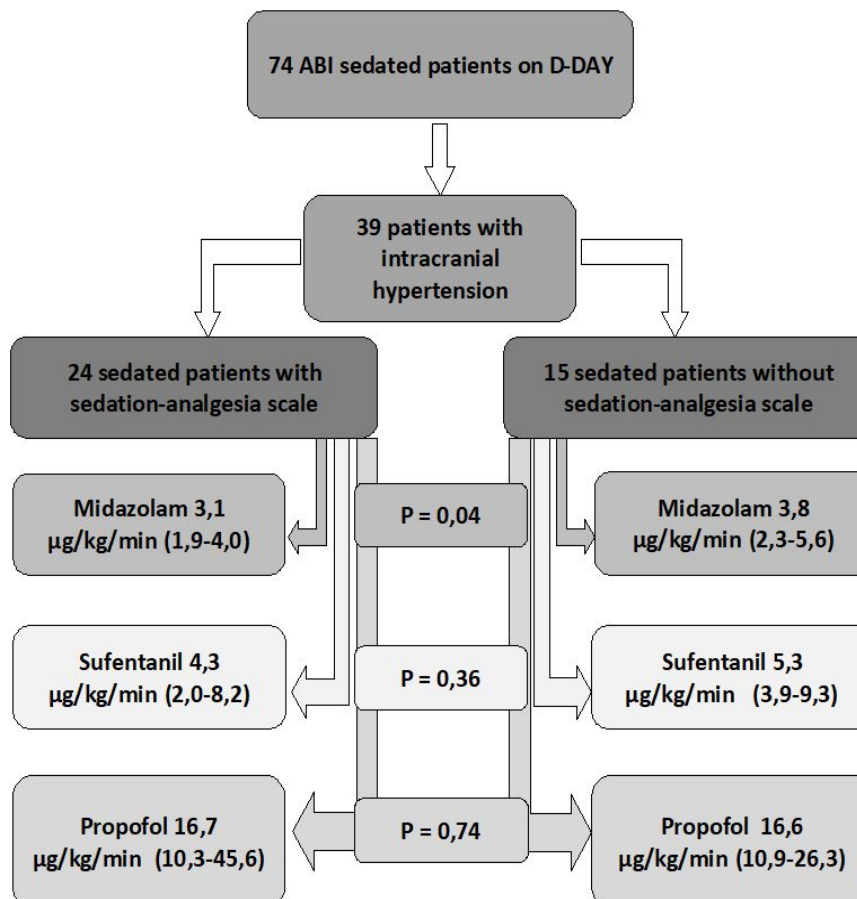 74 ABI sedated patients on D-DAY
39 patients with
intracranial
hypertension
24 sedated patients with
sedation-analgesia scale
15 sedated patients without
sedation-analgesia scale
Midazolam 3,1
µg/kg/min (1,9-4,0)
P = 0,04
Midazolam 3,8
µg/kg/min (2,3-5,6)
Sufentanil 4,3
µg/kg/min (2,0-8,2)
P = 0,36
Sufentanil 5,3
µg/kg/min (3,9-9,3)
Propofol 16,7
µg/kg/min (10,3-45,6)
P = 0,74
Propofol 16,6
µg/kg/min (10,9-26,3)